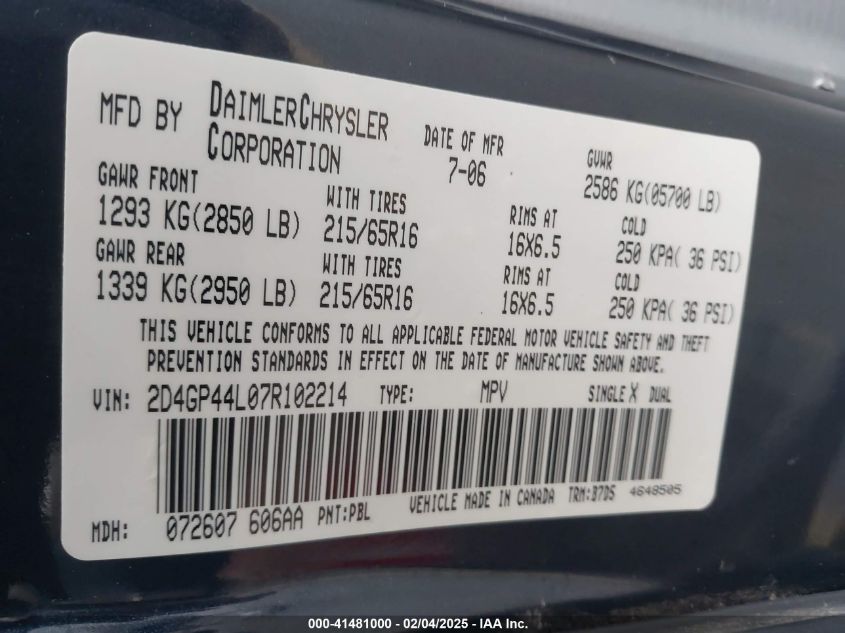 MFD BY DAIMLERCHRYSLER CORPORATION
DATE OF MFR 7-06
GVWR 2586 KG(05700 LB)
GAWR FRONT WITH TIRES RIMS AT COLD
1293 KG(2850 LB) 215/65R16 16X6.5 250 KPA( 36 PSI)
GAWR REAR WITH TIRES RIMS AT COLD
1339 KG(2950 LB) 215/65R16 16X6.5 250 KPA( 36 PSI)
THIS VEHICLE CONFORMS TO ALL APPLICABLE FEDERAL MOTOR VEHICLE SAFETY AND THEFT
PREVENTION STANDARDS IN EFFECT ON THE DATE OF MANUFACTURE SHOWN ABOVE.
VIN: 2D4GP44L07R102214 TYPE: MPV SINGLE X DUAL
MDH: 072607 606AA PNT:PBL VEHICLE MADE IN CANADA TRM:B7D5 4648505
000-41481000 - 02/04/2025 - IAA Inc.